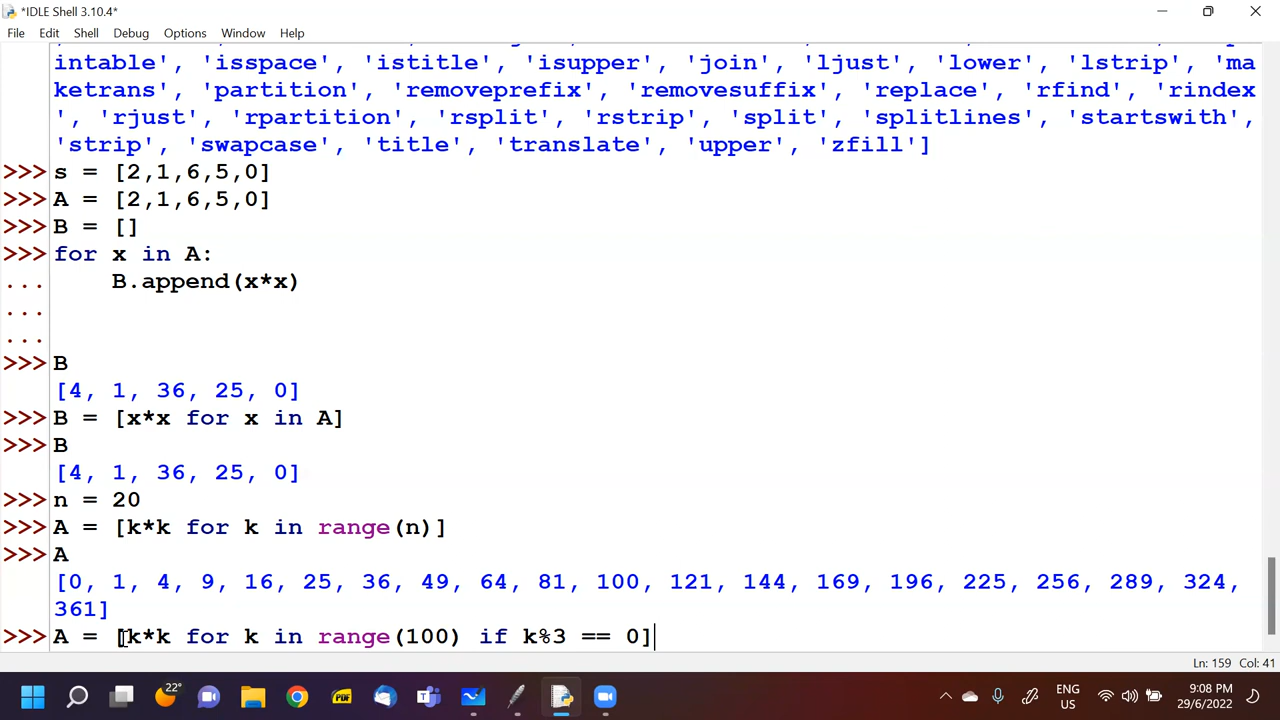 *IDLE Shell 3.10.4*
File Edit Shell Debug Options Window Help
intable', 'isspace', 'istitle', 'isupper', 'join', 'ljust', 'lower', 'lstrip', 'ma
ketrans', 'partition', 'removeprefix', 'removesuffix', 'replace', 'rfind', 'rindex
', 'rjust', 'rpartition', 'rsplit', 'rstrip', 'split', 'splitlines', 'startswith',
'strip', 'swapcase', 'title', 'translate', 'upper', 'zfill']
>>> s = [2,1,6,5,0]
>>> A = [2,1,6,5,0]
>>> B = []
>>> for x in A:
... B.append(x*x)
...
...
>>> B
[4, 1, 36, 25, 0]
>>> B = [x*x for x in A]
>>> B
[4, 1, 36, 25, 0]
>>> n = 20
>>> A = [k*k for k in range(n)]
>>> A
[0, 1, 4, 9, 16, 25, 36, 49, 64, 81, 100, 121, 144, 169, 196, 225, 256, 289, 324,
361]
>>> A = [k*k for k in range(100) if k%3 == 0]
Ln: 159 Col: 41
22°
PDF
ENG
US
9:08 PM
29/6/2022